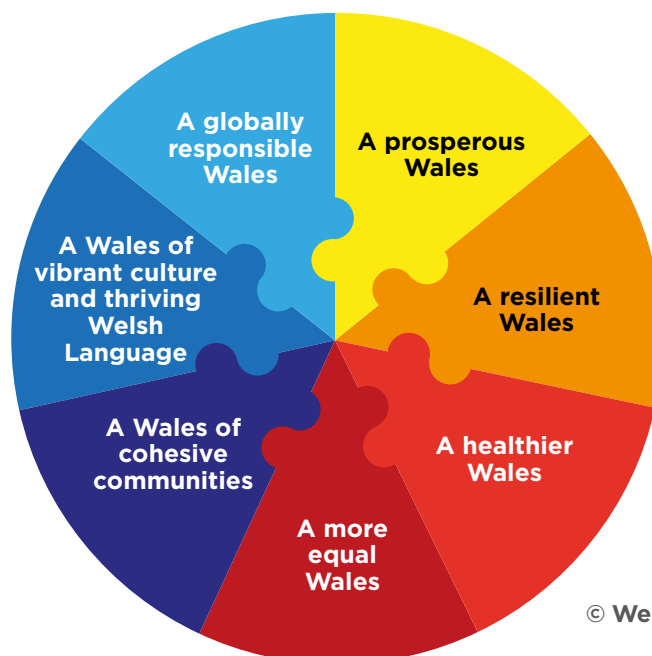 A globally
responsible
Wales
A prosperous
Wales
A resilient
Wales
A healthier
Wales
A more
equal
Wales
A Wales of
cohesive
communities
A Wales of
vibrant culture
and thriving
Welsh
Language
© We